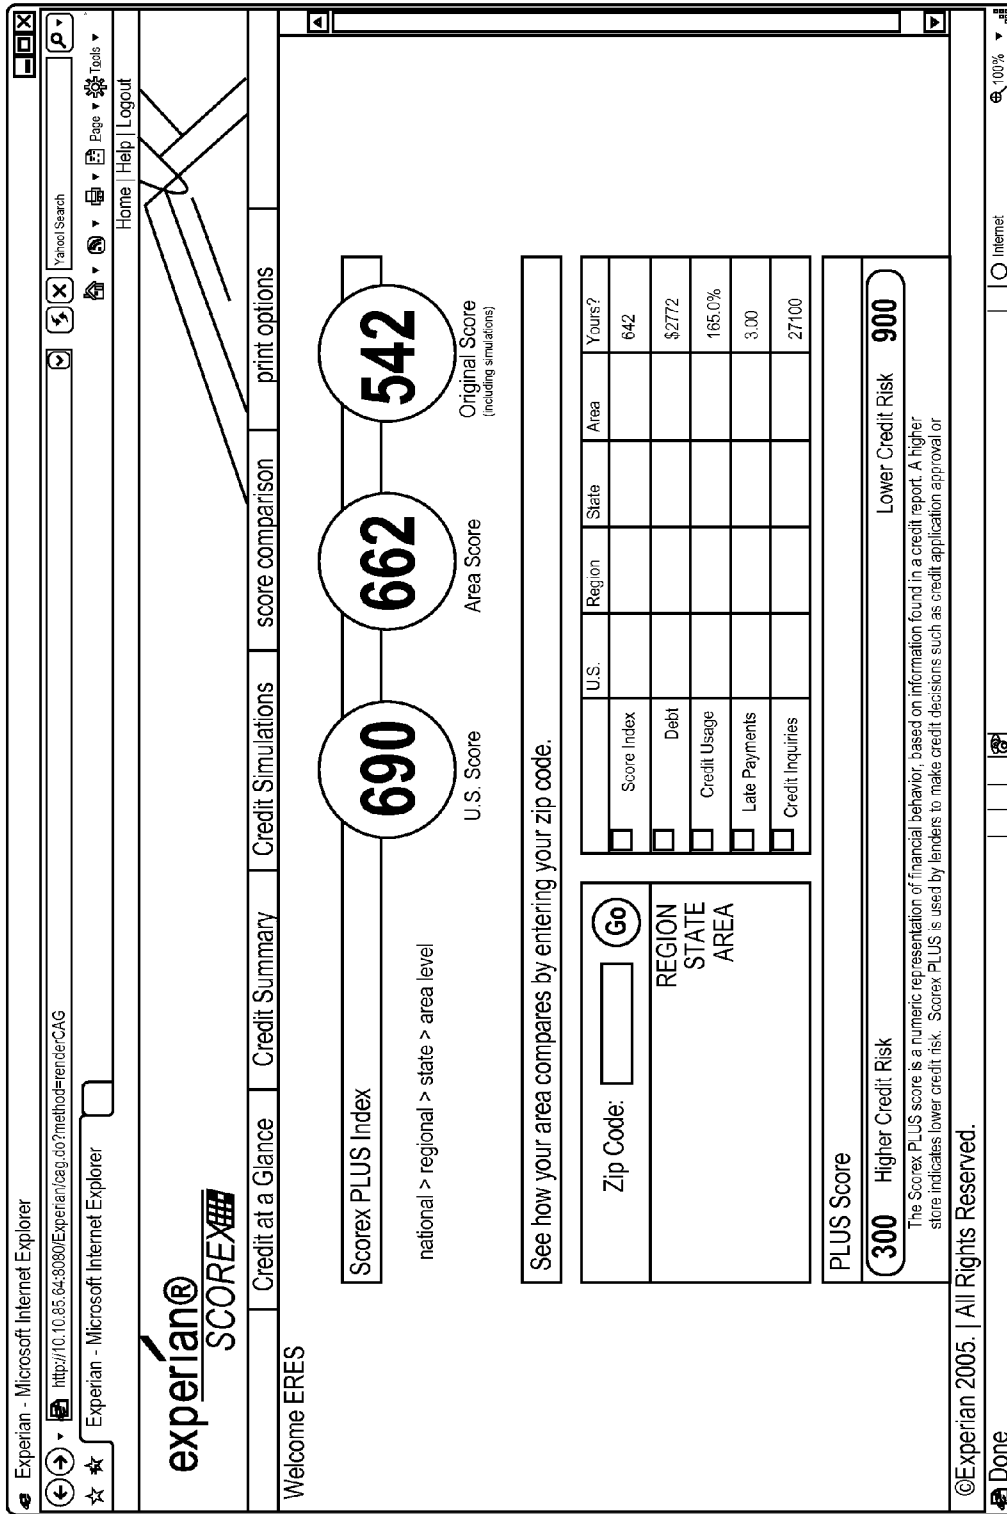 Experian - Microsoft Internet Explorer
http://10.10.85.64:8080/Experian/cag.do?method=renderCAG
Yahoo! Search
Experian - Microsoft Internet Explorer
Page Tools
Home | Help | Logout
experian®
SCOREX
Credit at a Glance Credit Summary Credit Simulations score comparison print options
Welcome ERES
Scorex PLUS Index
690 662 542
national > regional > state > area level
U.S. Score Area Score Original Score
(including simulations)
See how your area compares by entering your zip code.
Zip Code: Go
REGION
STATE
AREA
U.S. Region State Area Yours?
Score Index 642
Debt $2772
Credit Usage 165.0%
Late Payments 3.00
Credit Inquiries 27100
PLUS Score
300 Higher Credit Risk Lower Credit Risk 900
The Scorex PLUS score is a numeric representation of financial behavior, based on information found in a credit report. A higher
store indicates lower credit risk. Scorex PLUS is used by lenders to make credit decisions such as credit application approval or
©Experian 2005. | All Rights Reserved.
Done Internet 100%